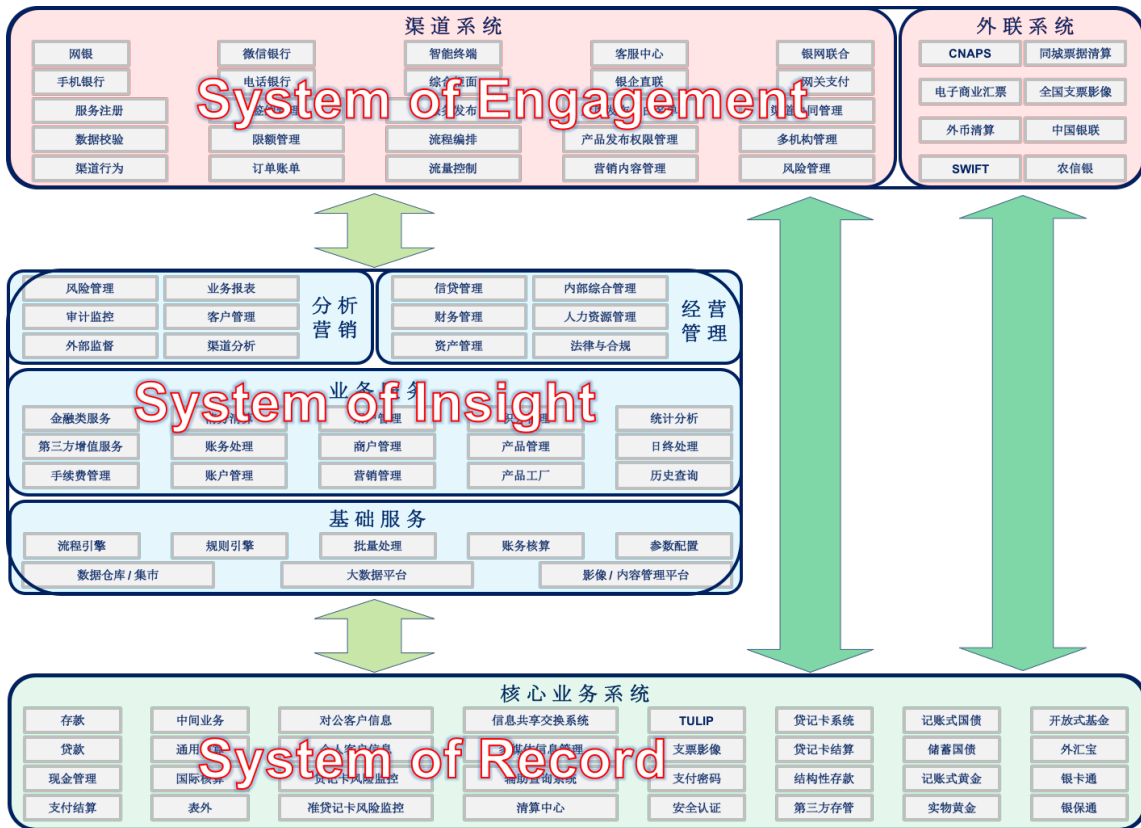 渠道系统
外联系统
网银
微信银行
智能终端
客服中心
银网联合
手机银行
电话银行
银企直联
网关支付
服务注册
数据校验
限额管理
流程编排
产品发布权限管理
多机构管理
渠道行为
订单账单
流量控制
营销内容管理
风险管理
System of Engagement
CNAPS
同城票据清算
电子商业汇票
全国支票影像
外币清算
中国银联
SWIFT
农信银
风险管理
业务报表
审计监控
客户管理
外部监督
渠道分析
分析
营销
信贷管理
内部综合管理
财务管理
人力资源管理
资产管理
法律与合规
经营
管理
业务服务
System of Insight
金融类服务
统计分析
第三方增值服务
账务处理
商户管理
产品管理
日终处理
手续费管理
账户管理
营销管理
产品工厂
历史查询
基础服务
流程引擎
规则引擎
批量处理
账务核算
参数配置
数据仓库 / 集市
大数据平台
影像 / 内容管理平台
核心业务系统
存款
中间业务
对公客户信息
信息共享交换系统
TULIP
贷记卡系统
记账式国债
开放式基金
贷款
个人客户信息
支票影像
贷记卡结算
储蓄国债
外汇宝
System of Record
现金管理
国际核算
贷记卡风险监控
辅助查询系统
支付密码
结构性存款
记账式黄金
银卡通
支付结算
表外
准贷记卡风险监控
清算中心
安全认证
第三方存管
实物黄金
银保通